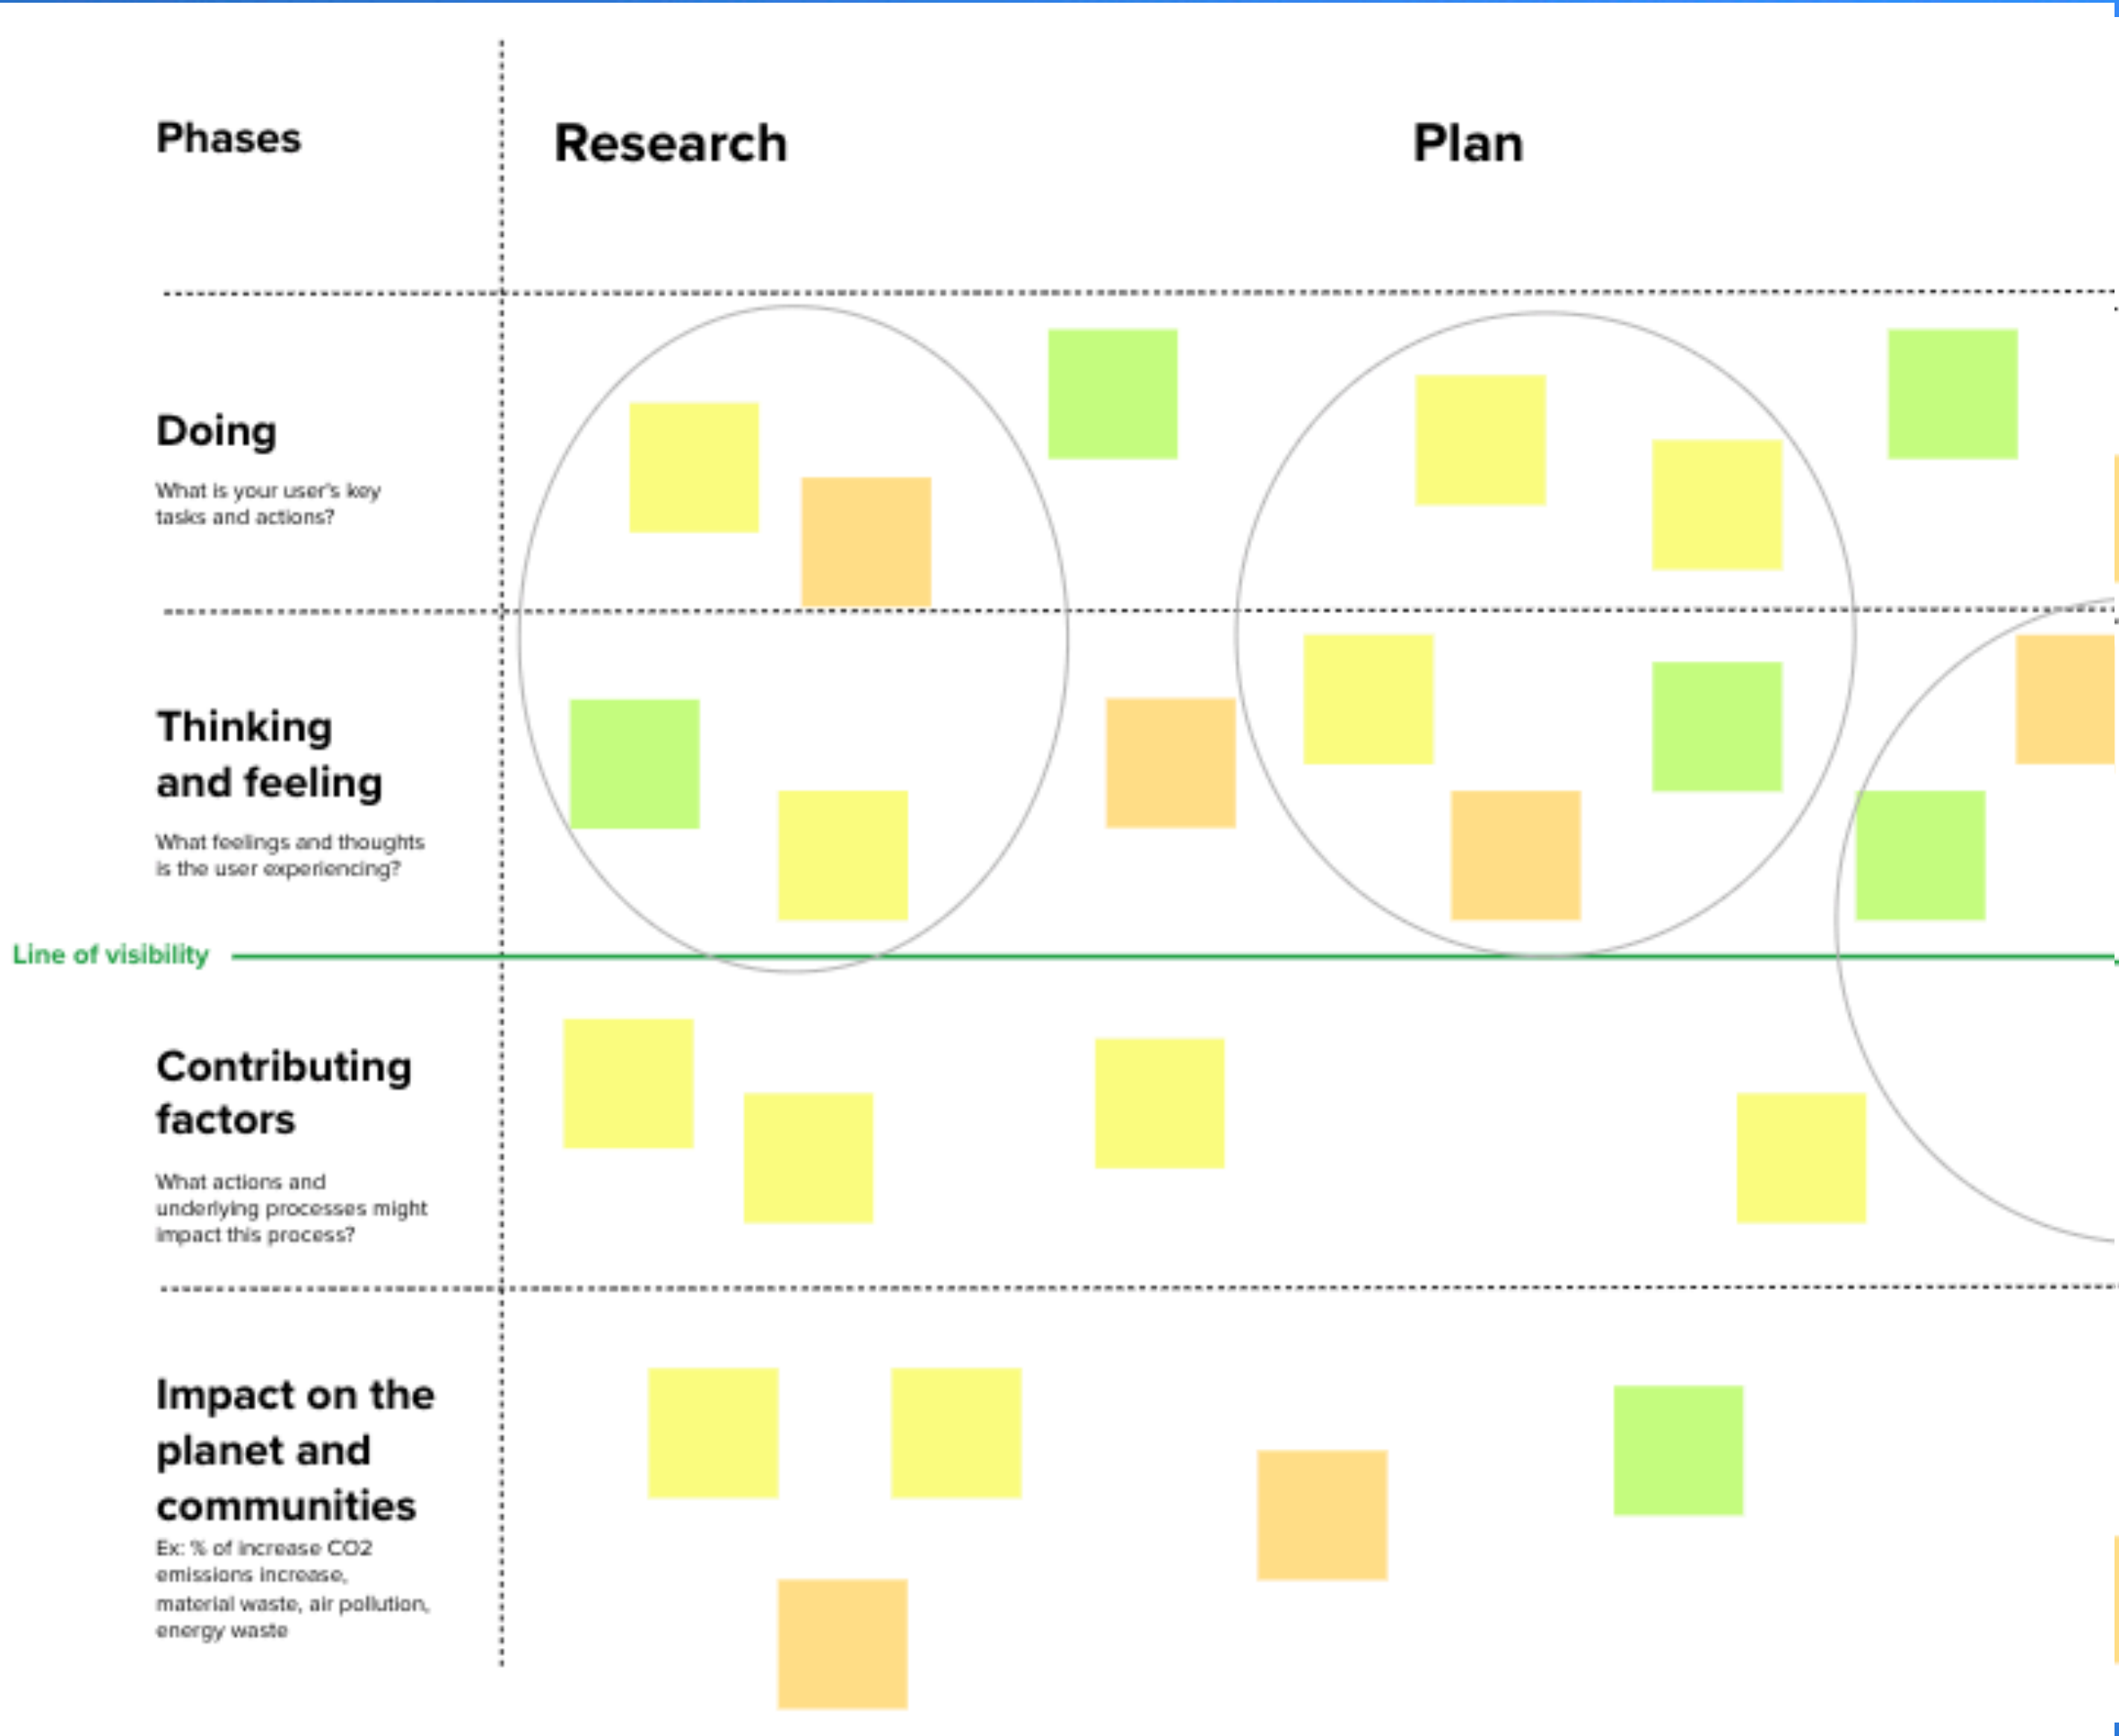 Phases
Research
Plan
Doing
What is your user's key
tasks and actions?
Thinking
and feeling
What feelings and thoughts
is the user experiencing?
Line of visibility
Contributing
factors
What actions and
underlying processes might
impact this process?
Impact on the
planet and
communities
Ex: % of increase CO2
emissions increase,
material waste, air pollution,
energy waste